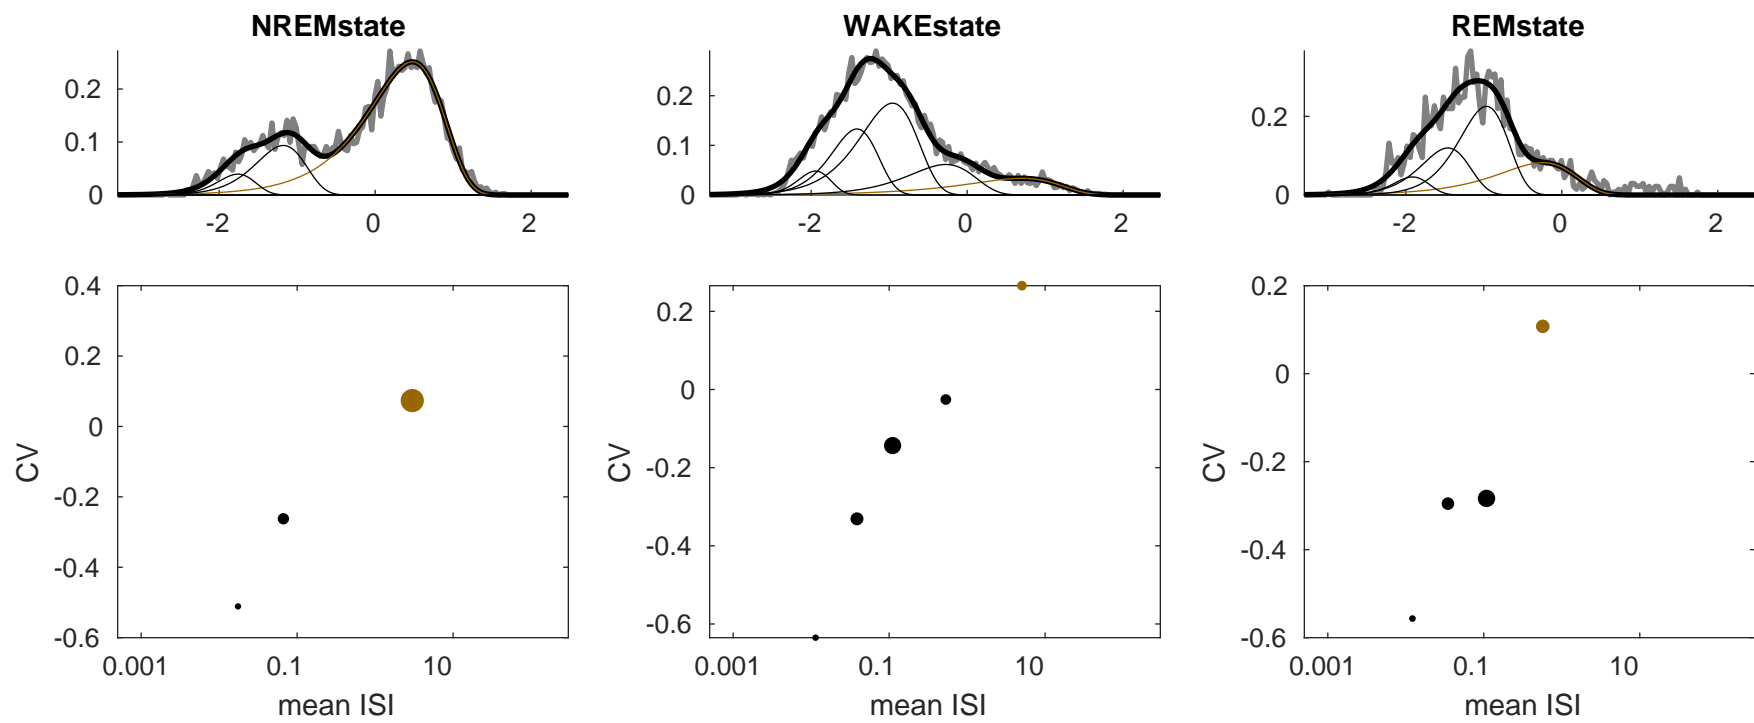 NREMstate WAKEstate REMstate
0.2 0.2 0.2
0.1 0.1
0 0 0
-2 0 2 -2 0 2 -2 0 2
0.4 0.2
0.2 0.2 0
0 0 -0.2
-0.2 -0.2 -0.4
-0.4 -0.4 -0.6
-0.6 -0.6
CV CV CV
0.001 0.1 10 0.001 0.1 10 0.001 0.1 10
mean ISI mean ISI mean ISI